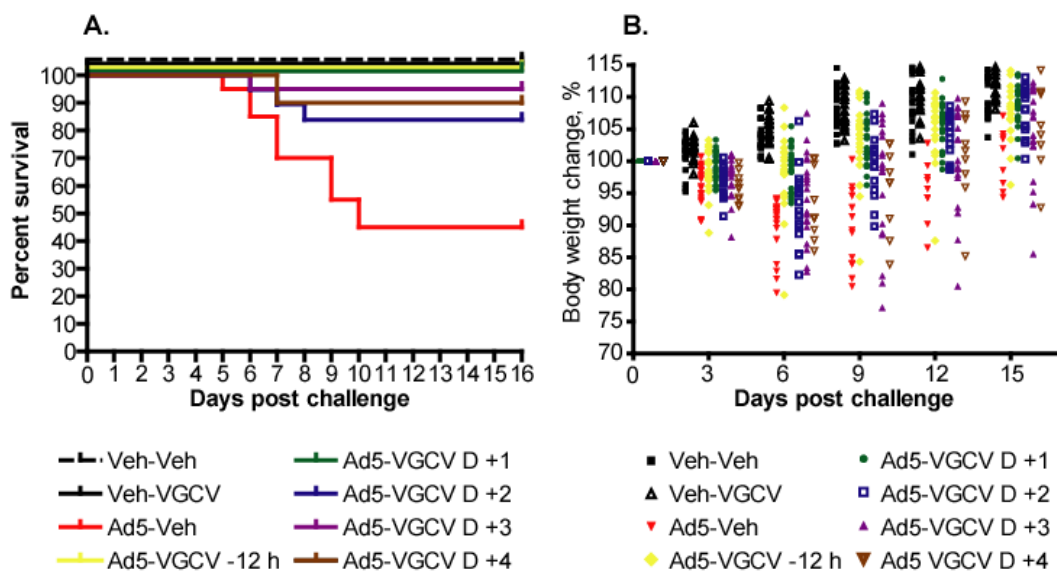 A.
Percent survival
100
90
80
70
60
50
40
30
20
10
0
0 1 2 3 4 5 6 7 8 9 10 11 12 13 14 15 16
Days post challenge
Veh-Veh
Veh-VGCV
Ad5-Veh
Ad5-VGCV -12 h
Ad5-VGCV D +1
Ad5-VGCV D +2
Ad5-VGCV D +3
Ad5-VGCV D +4
B.
Body weight change, %
115
110
105
100
95
90
85
80
75
70
0 3 6 9 12 15
Days post challenge
Veh-Veh
Veh-VGCV
Ad5-Veh
Ad5-VGCV -12 h
Ad5-VGCV D +1
Ad5-VGCV D +2
Ad5-VGCV D +3
Ad5 VGCV D +4